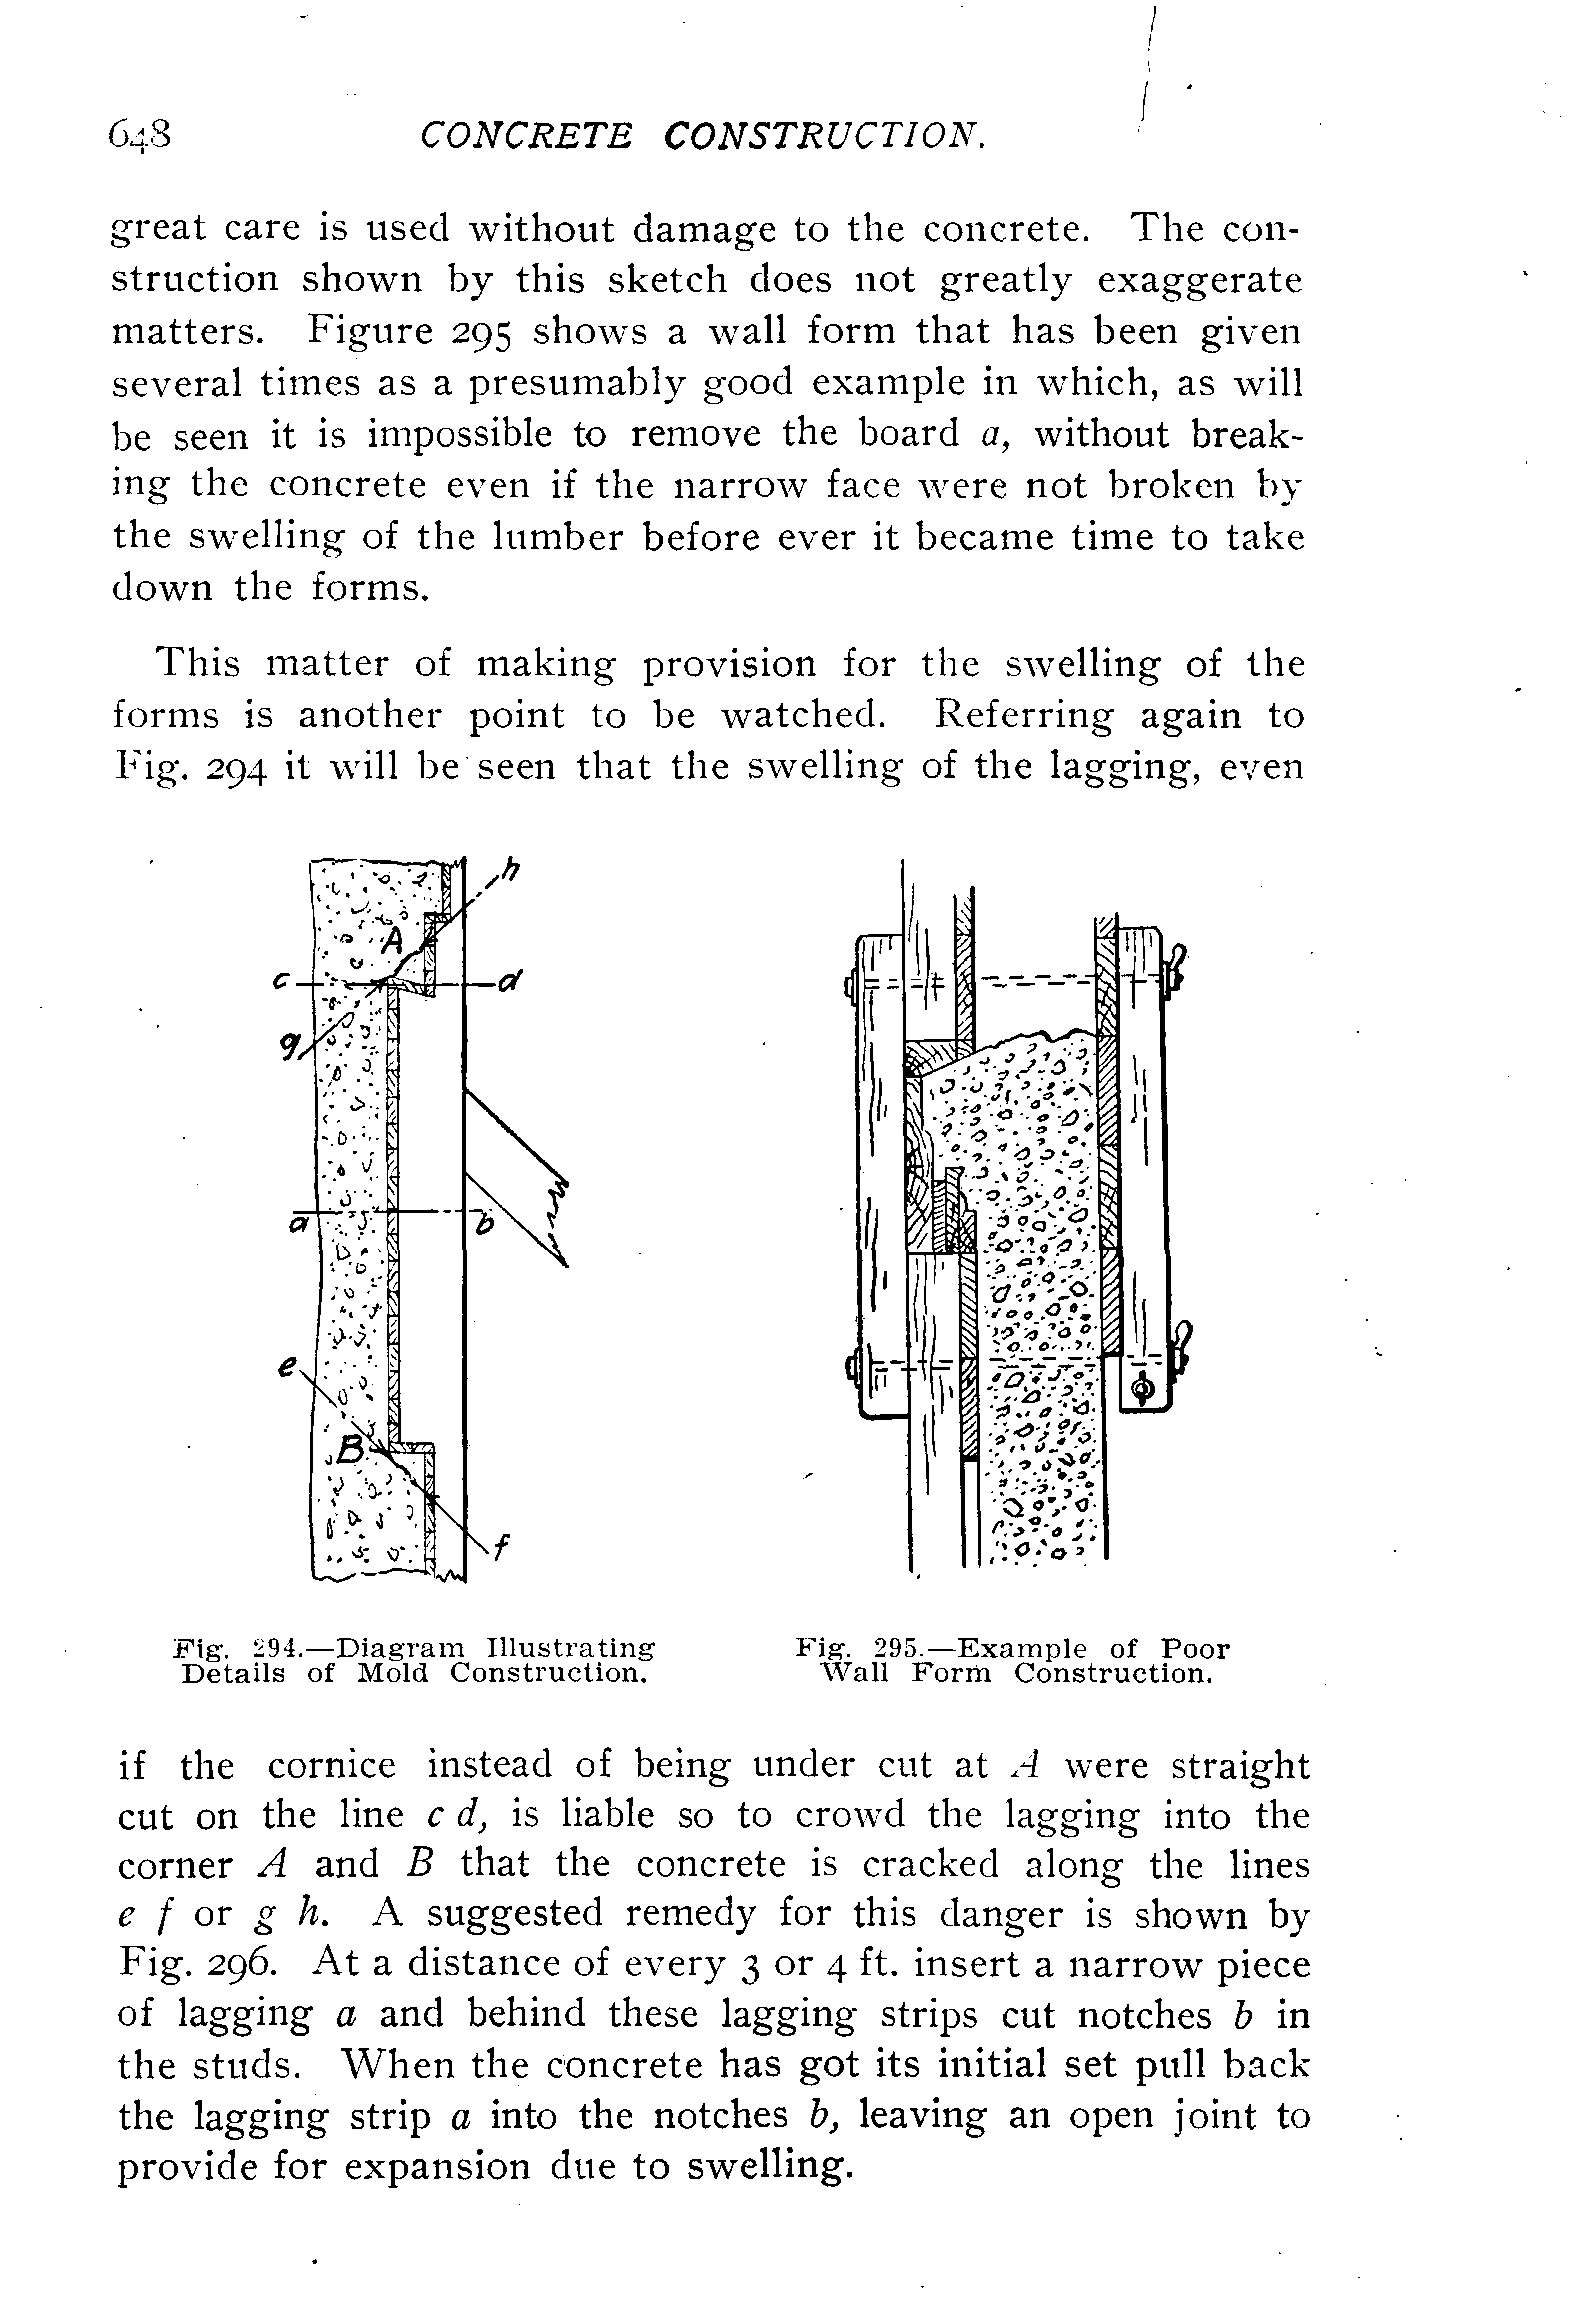 648 CONCRETE CONSTRUCTION.
great care is used without damage to the concrete. The con-
struction shown by this sketch does not greatly exaggerate
matters. Figure 295 shows a wall form that has been given
several times as a presumably good example in which, as will
be seen it is impossible to remove the board a, without break-
ing the concrete even if the narrow face were not broken by
the swelling of the lumber before ever it became time to take
down the forms.
This matter of making provision for the swelling of the
forms is another point to be watched. Referring again to
Fig. 294 it will be seen that the swelling of the lagging, even
h
A
c d
g
a b
e
B
f
Fig. 294.—Diagram Illustrating
Details of Mold Construction.
Fig. 295.—Example of Poor
Wall Form Construction.
if the cornice instead of being under cut at A were straight
cut on the line c d, is liable so to crowd the lagging into the
corner A and B that the concrete is cracked along the lines
e f or g h. A suggested remedy for this danger is shown by
Fig. 296. At a distance of every 3 or 4 ft. insert a narrow piece
of lagging a and behind these lagging strips cut notches b in
the studs. When the concrete has got its initial set pull back
the lagging strip a into the notches b, leaving an open joint to
provide for expansion due to swelling.